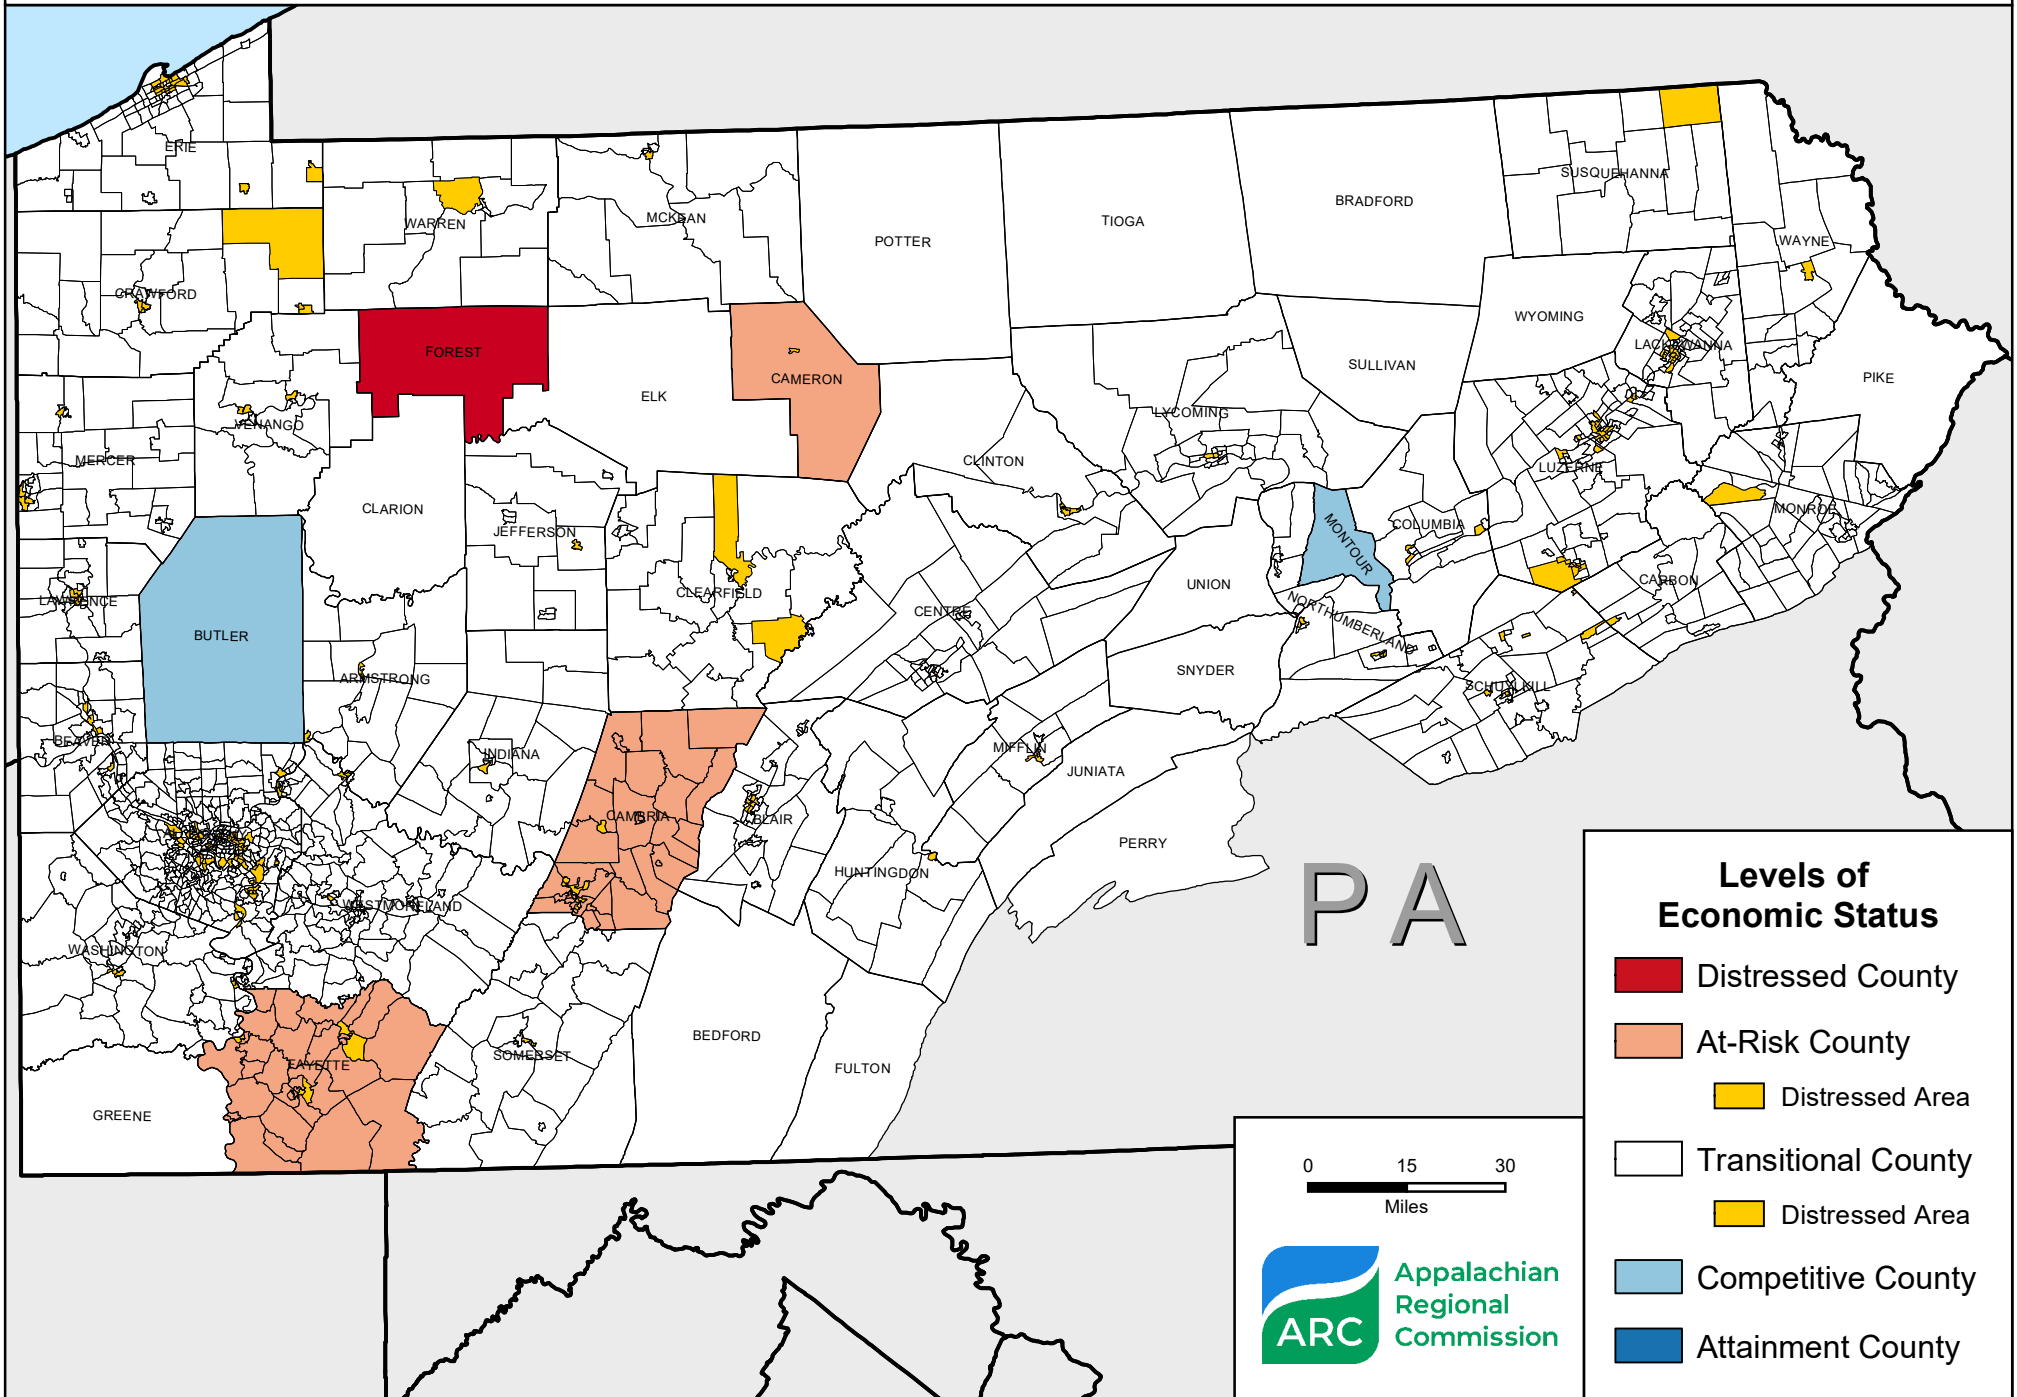 ERIE
WARREN
MCKEAN
POTTER
TIOGA
BRADFORD
SUSQUEHANNA
WAYNE
CRAWFORD
FOREST
CAMERON
ELK
WYOMING
LACKAWANNA
SULLIVAN
PIKE
VENANGO
LYCOMING
MERCER
CLINTON
LUZERNE
CLARION
JEFFERSON
MONTOUR
COLUMBIA
MONROE
LAWRENCE
CLEARFIELD
UNION
CARBON
BUTLER
CENTRE
NORTHUMBERLAND
ARMSTRONG
SNYDER
SCHUYLKILL
BEAVER
INDIANA
MIFFLIN
JUNIATA
CAMBRIA
BLAIR
PERRY
HUNTINGDON
WESTMORELAND
WASHINGTON
BEDFORD
SOMERSET
FAYETTE
FULTON
GREENE
PA
Levels of
Economic Status
Distressed County
At-Risk County
Distressed Area
Transitional County
Distressed Area
Competitive County
Attainment County
0 15 30
Miles
ARC
Appalachian
Regional
Commission